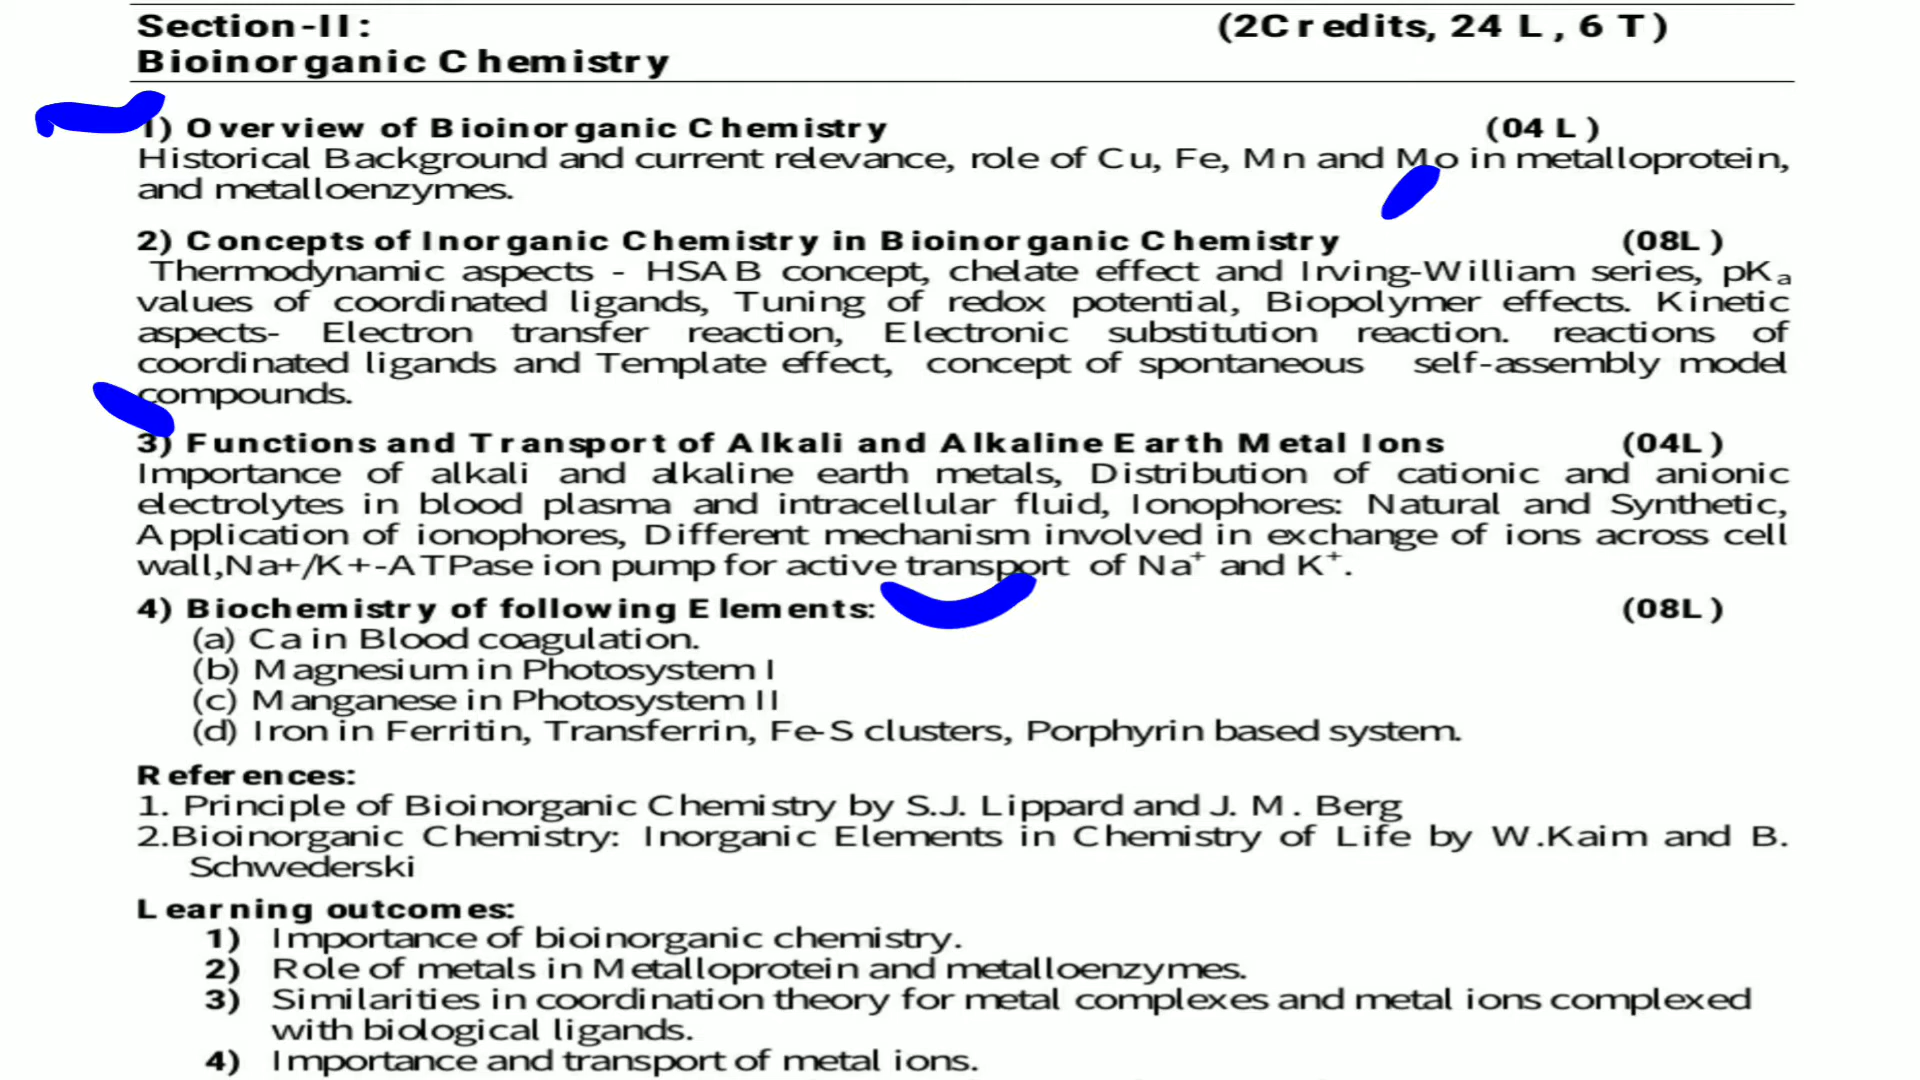 Section-II: (2Credits, 24 L, 6 T)
Bioinorganic Chemistry
1) Overview of Bioinorganic Chemistry (04 L)
Historical Background and current relevance, role of Cu, Fe, Mn and Mo in metalloprotein,
and metalloenzymes.
2) Concepts of Inorganic Chemistry in Bioinorganic Chemistry (08L)
Thermodynamic aspects - HSAB concept, chelate effect and Irving-William series, pKₐ
values of coordinated ligands, Tuning of redox potential, Biopolymer effects. Kinetic
aspects- Electron transfer reaction, Electronic substitution reaction. reactions of
coordinated ligands and Template effect, concept of spontaneous self-assembly model
compounds.
3) Functions and Transport of Alkali and Alkaline Earth Metal Ions (04L)
Importance of alkali and alkaline earth metals, Distribution of cationic and anionic
electrolytes in blood plasma and intracellular fluid, Ionophores: Natural and Synthetic,
Application of ionophores, Different mechanism involved in exchange of ions across cell
wall,Na+/K+-ATPase ion pump for active transport of Na⁺ and K⁺.
4) Biochemistry of following Elements: (08L)
(a) Ca in Blood coagulation.
(b) Magnesium in Photosystem I
(c) Manganese in Photosystem II
(d) Iron in Ferritin, Transferrin, Fe-S clusters, Porphyrin based system.
References:
1. Principle of Bioinorganic Chemistry by S.J. Lippard and J. M. Berg
2.Bioinorganic Chemistry: Inorganic Elements in Chemistry of Life by W.Kaim and B.
Schwederski
Learning outcomes:
1) Importance of bioinorganic chemistry.
2) Role of metals in Metalloprotein and metalloenzymes.
3) Similarities in coordination theory for metal complexes and metal ions complexed
with biological ligands.
4) Importance and transport of metal ions.